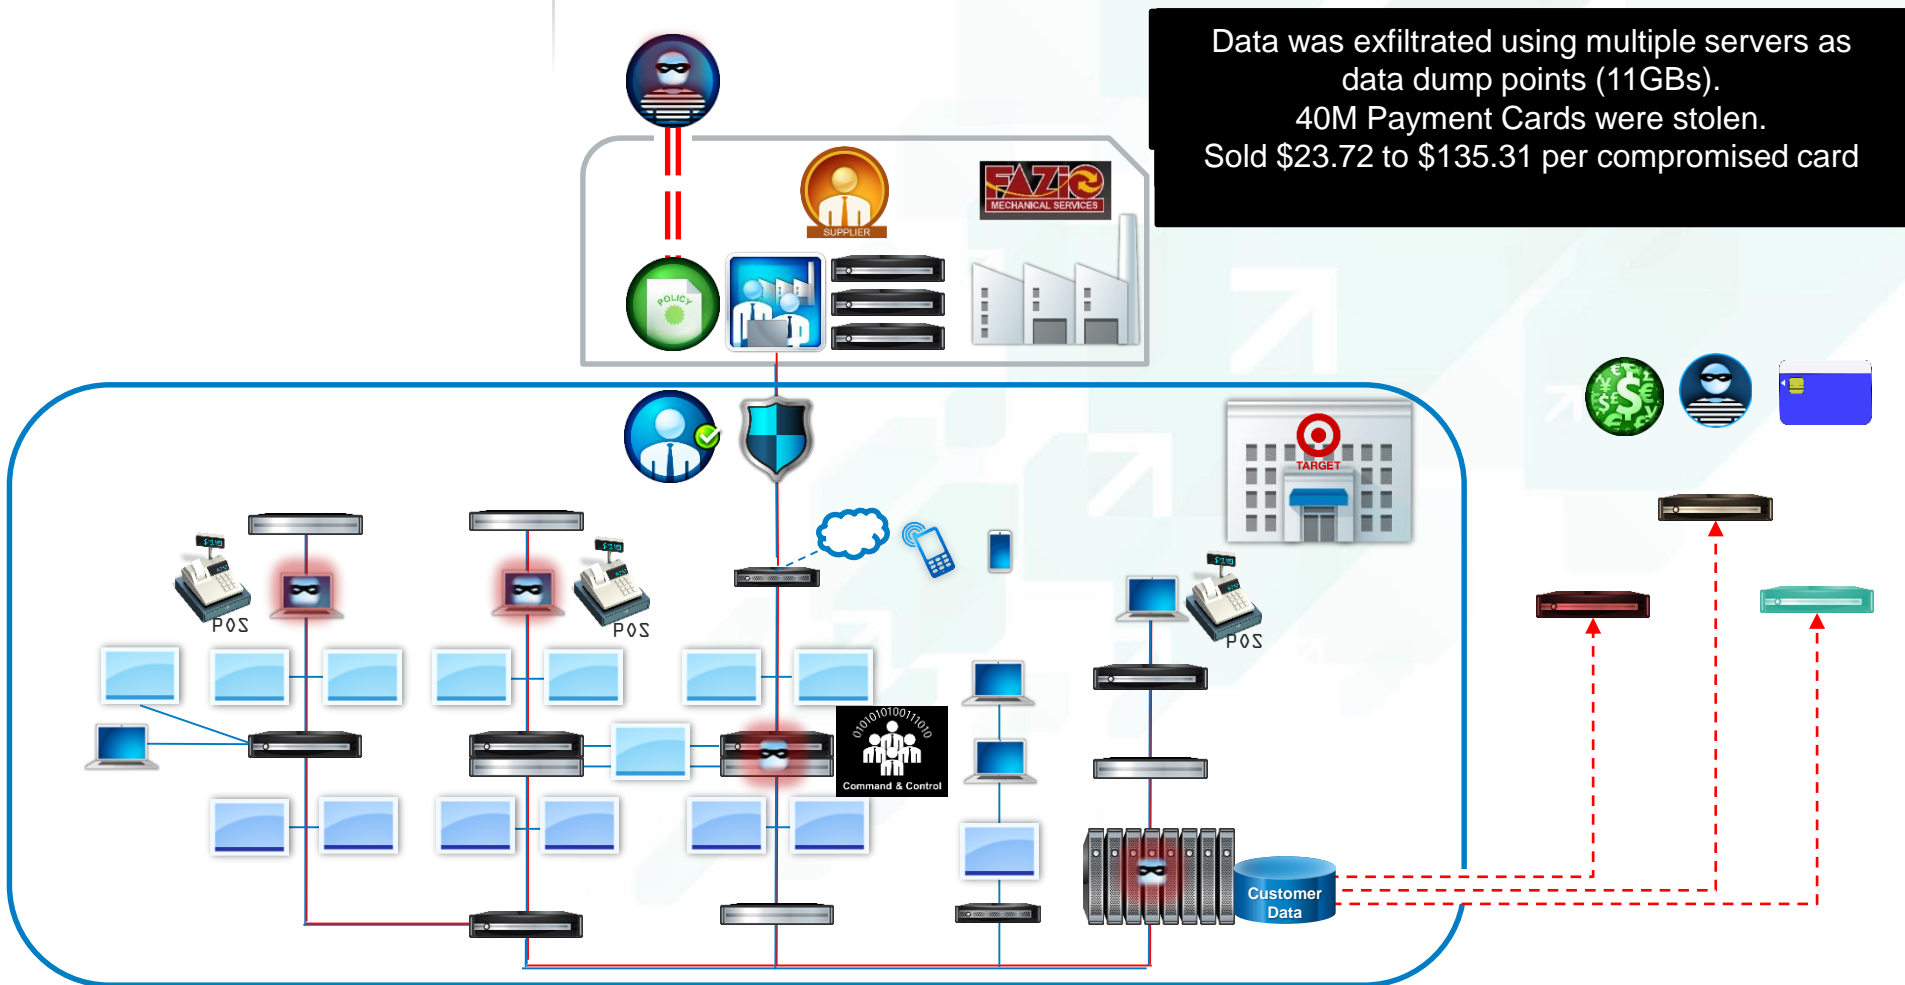 Data was exfiltrated using multiple servers as
data dump points (11GBs).
40M Payment Cards were stolen.
Sold $23.72 to $135.31 per compromised card
FAZIO
MECHANICAL SERVICES
SUPPLIER
POLICY
TARGET
POS
POS
POS
010101010011101​0
Command & Control
Customer
Data